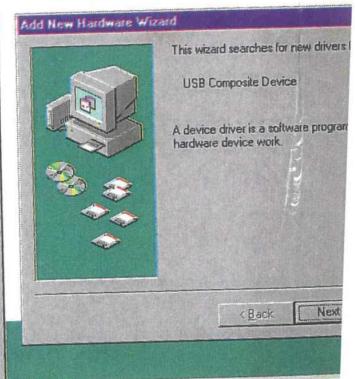 Add New Hardware Wizard
This wizard searches for new drivers
USB Composite Device
A device driver is a software program
hardware device work.
< Back
Next